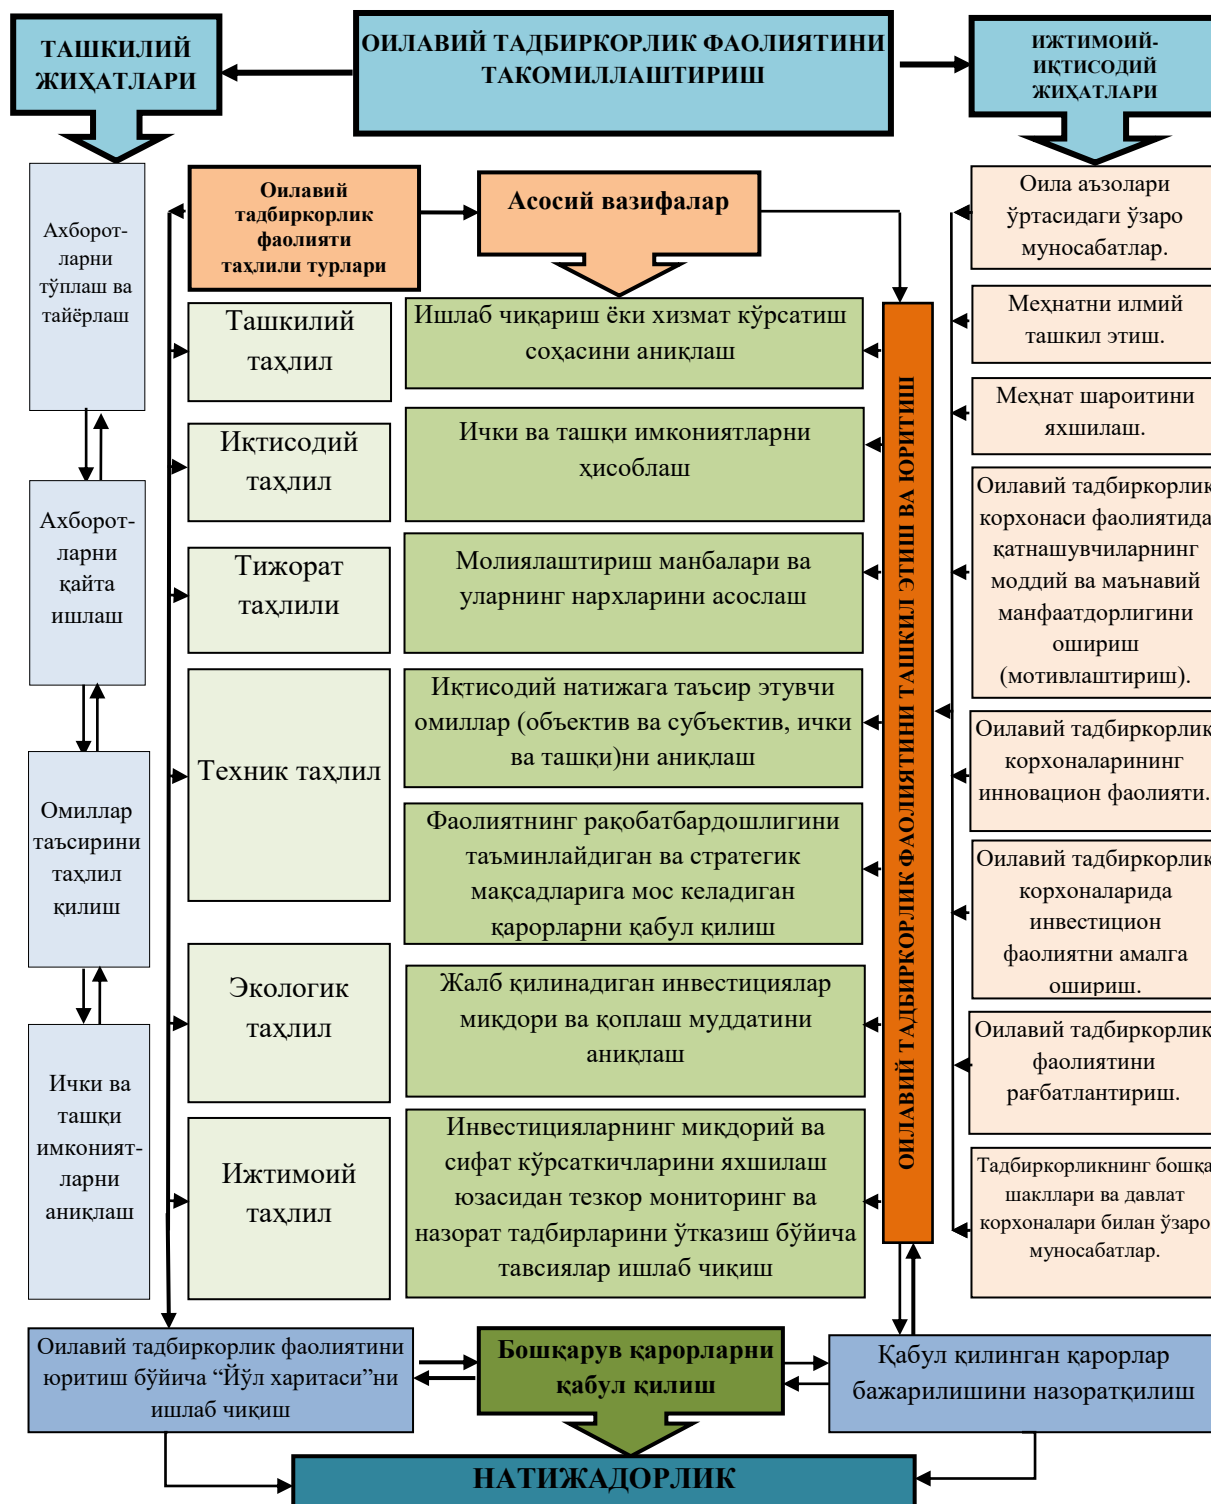 ТАШКИЛИЙ
ЖИҲАТЛАРИ
ОИЛАВИЙ ТАДБИРКОРЛИК ФАОЛИЯТИНИ
ТАКОМИЛЛАШТИРИШ
ИЖТИМОИЙ-
ИҚТИСОДИЙ
ЖИҲАТЛАРИ
Ахборот-
ларни
тўплаш ва
тайёрлаш
Ахборот-
ларни
қайта
ишлаш
Омиллар
таъсирини
таҳлил
қилиш
Ички ва
ташқи
имконият-
ларни
аниқлаш
Оилавий
тадбиркорлик
фаолияти
таҳлили турлари
Ташкилий
таҳлил
Иқтисодий
таҳлил
Тижорат
таҳлили
Техник таҳлил
Экологик
таҳлил
Ижтимоий
таҳлил
Асосий вазифалар
Ишлаб чиқариш ёки хизмат кўрсатиш
соҳасини аниқлаш
Ички ва ташқи имкониятларни
ҳисоблаш
Молиялаштириш манбалари ва
уларнинг нархларини асослаш
Иқтисодий натижага таъсир этувчи
омиллар (объектив ва субъектив, ички
ва ташқи)ни аниқлаш
Фаолиятнинг рақобатбардошлигини
таъминлайдиган ва стратегик
мақсадларига мос келадиган
қарорларни қабул қилиш
Жалб қилинадиган инвестициялар
миқдори ва қоплаш муддатини
аниқлаш
Инвестицияларнинг миқдорий ва
сифат кўрсаткичларини яхшилаш
юзасидан тезкор мониторинг ва
назорат тадбирларини ўтказиш бўйича
тавсиялар ишлаб чиқиш
ОИЛАВИЙ ТАДБИРКОРЛИК ФАОЛИЯТИНИ ТАШКИЛ ЭТИШ ВА ЮРИТИШ
Оила аъзолари
ўртасидаги ўзаро
муносабатлар.
Меҳнатни илмий
ташкил этиш.
Меҳнат шароитини
яхшилаш.
Оилавий тадбиркорлик
корхонаси фаолиятида
қатнашувчиларнинг
моддий ва маънавий
манфаатдорлигини
ошириш
(мотивлаштириш).
Оилавий тадбиркорлик
корхоналарининг
инновацион фаолияти.
Оилавий тадбиркорлик
корхоналарида
инвестицион
фаолиятни амалга
ошириш.
Оилавий тадбиркорлик
фаолиятини
рағбатлантириш.
Тадбиркорликнинг бошқа
шакллари ва давлат
корхоналари билан ўзаро
муносабатлар.
Оилавий тадбиркорлик фаолиятини
юритиш бўйича “Йўл харитаси”ни
ишлаб чиқиш
Бошқарув қарорларни
қабул қилиш
Қабул қилинган қарорлар
бажарилишини назоратқилиш
НАТИЖАДОРЛИК